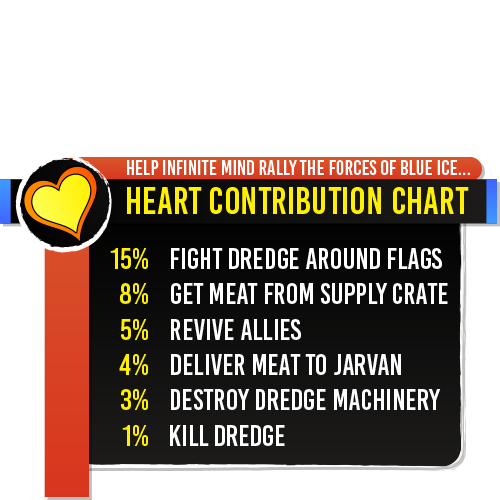 HELP INFINITE MIND RALLY THE FORCES OF BLUE ICE...
HEART CONTRIBUTION CHART
15% FIGHT DREDGE AROUND FLAGS
8% GET MEAT FROM SUPPLY CRATE
5% REVIVE ALLIES
4% DELIVER MEAT TO JARVAN
3% DESTROY DREDGE MACHINERY
1% KILL DREDGE